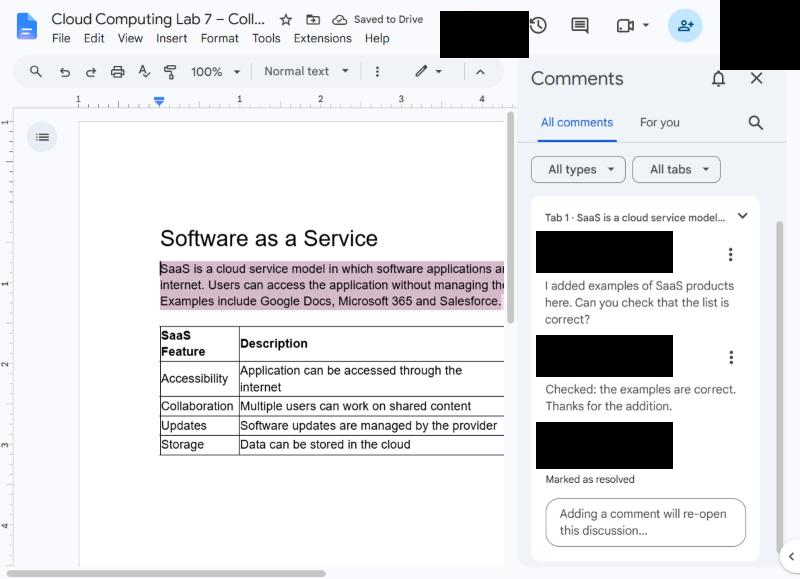 Cloud Computing Lab 7 – Coll...
Saved to Drive
File Edit View Insert Format Tools Extensions Help
100% Normal text
1 1 2 3 4
1
1
2
3
4
Software as a Service
SaaS is a cloud service model in which software applications
internet. Users can access the application without managing
Examples include Google Docs, Microsoft 365 and Salesforce.
SaaS Feature Description
Accessibility Application can be accessed through the internet
Collaboration Multiple users can work on shared content
Updates Software updates are managed by the provider
Storage Data can be stored in the cloud
Comments
All comments For you
All types All tabs
Tab 1 · SaaS is a cloud service model...
I added examples of SaaS products
here. Can you check that the list is
correct?
Checked: the examples are correct.
Thanks for the addition.
Marked as resolved
Adding a comment will re-open
this discussion...